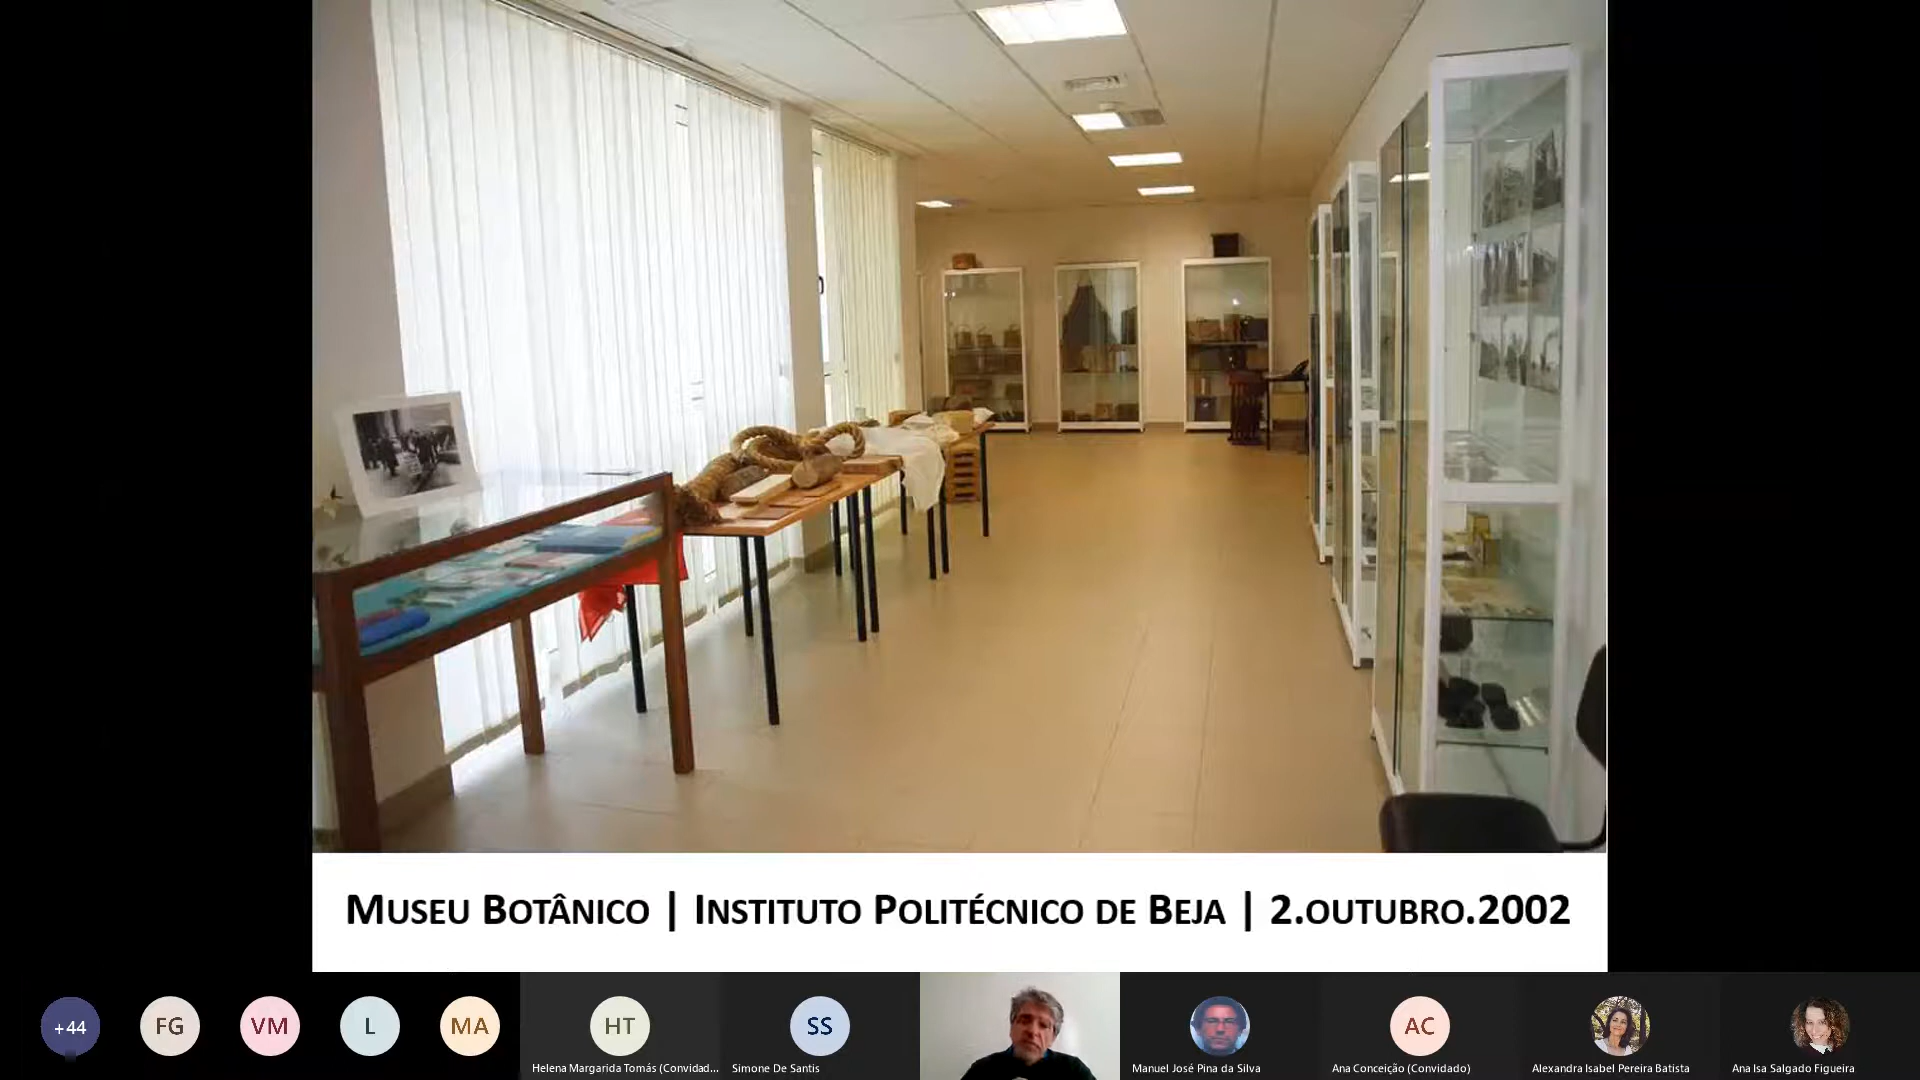 Museu Botânico | Instituto Politécnico de Beja | 2.outubro.2002
+44
FG
VM
L
MA
HT
SS
AC
Helena Margarida Tomás (Convidad...
Simone De Santis
Manuel José Pina da Silva
Ana Conceição (Convidado)
Alexandra Isabel Pereira Batista
Ana Isa Salgado Figueira